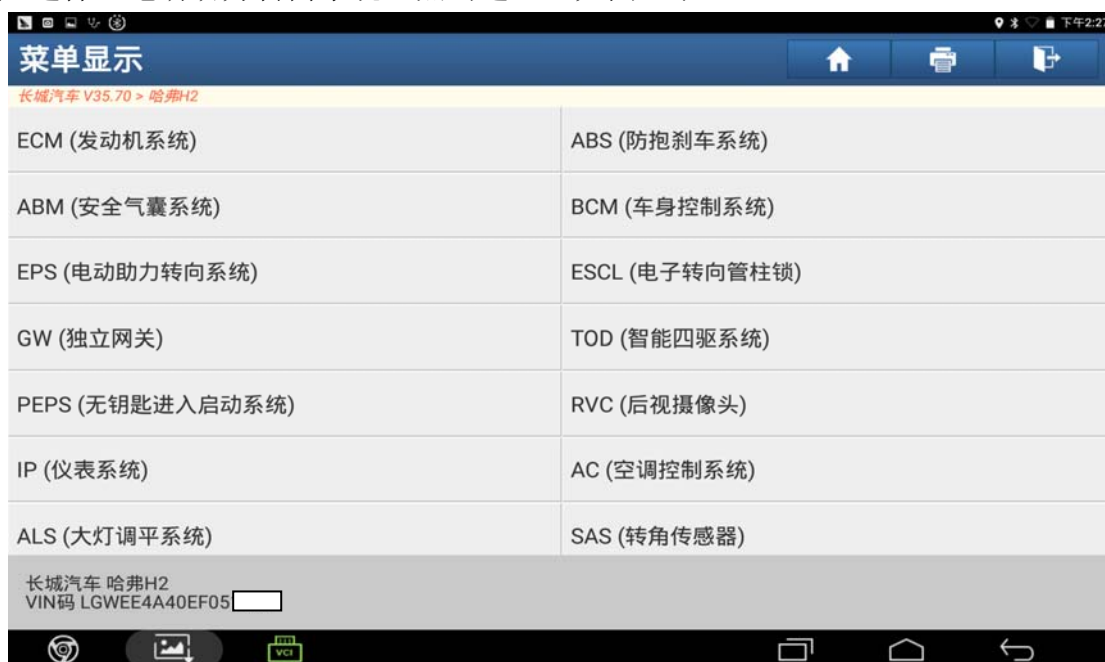 下午2:27
菜单显示
长城汽车 V35.70 > 哈弗H2
ECM (发动机系统)
ABS (防抱刹车系统)
ABM (安全气囊系统)
BCM (车身控制系统)
EPS (电动助力转向系统)
ESCL (电子转向管柱锁)
GW (独立网关)
TOD (智能四驱系统)
PEPS (无钥匙进入启动系统)
RVC (后视摄像头)
IP (仪表系统)
AC (空调控制系统)
ALS (大灯调平系统)
SAS (转角传感器)
长城汽车 哈弗H2
VIN码 LGWEE4A40EF05
VCI